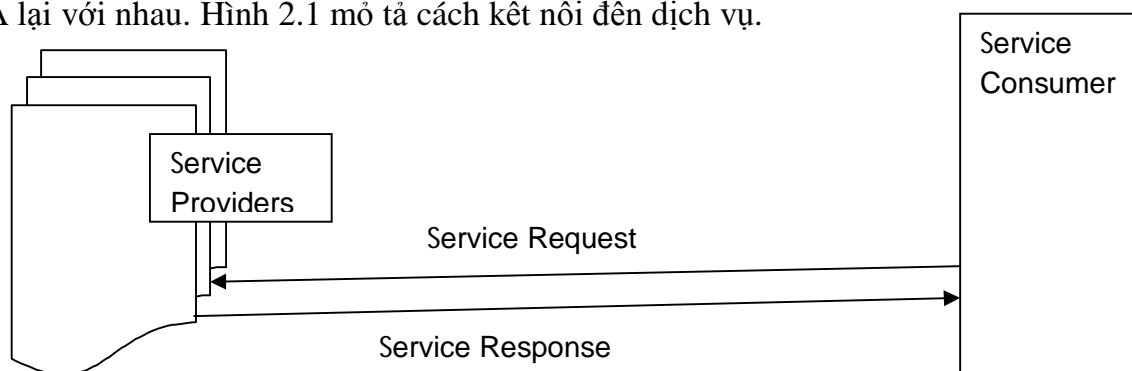 lại với nhau. Hình 2.1 mỏ tả cách kết nối đến dịch vụ.
Service
Consumer
Service
Providers
Service Request
Service Response